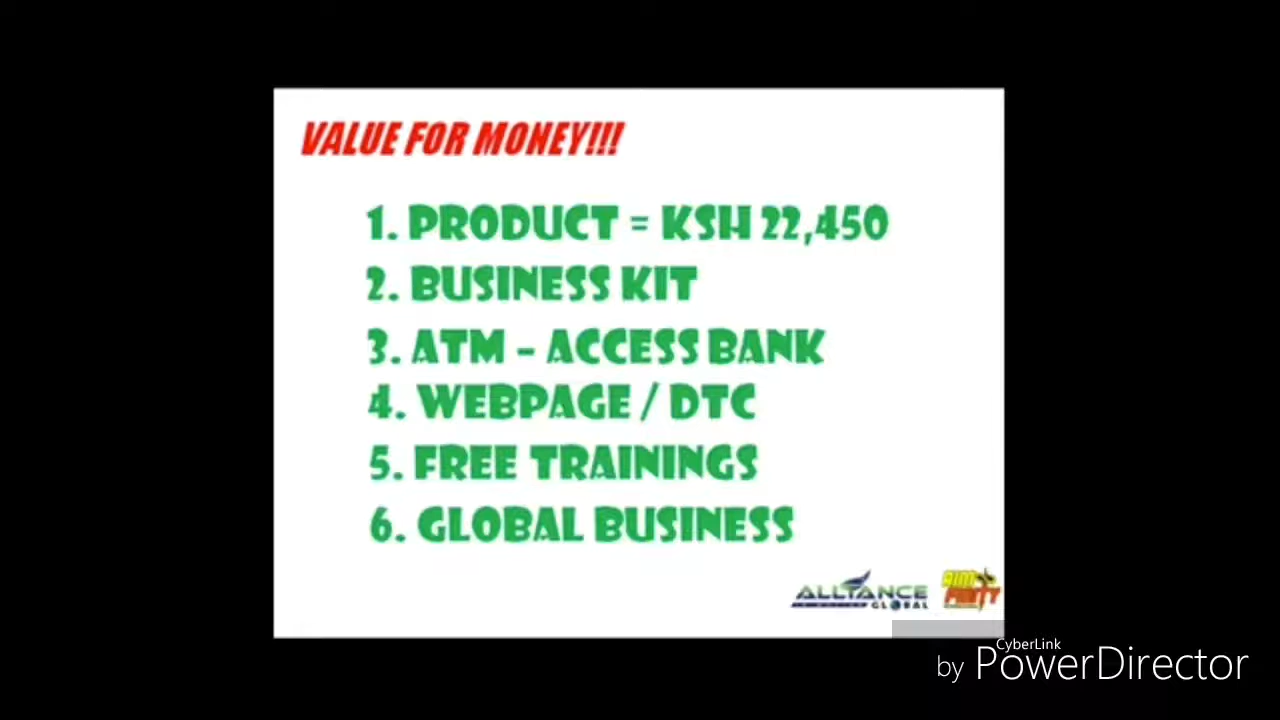 VALUE FOR MONEY!!!
1. PRODUCT = KSH 22,450
2. BUSINESS KIT
3. ATM - ACCESS BANK
4. WEBPAGE / DTC
5. FREE TRAININGS
6. GLOBAL BUSINESS
ALLIANCE
GLOBAL
CyberLink
by PowerDirector